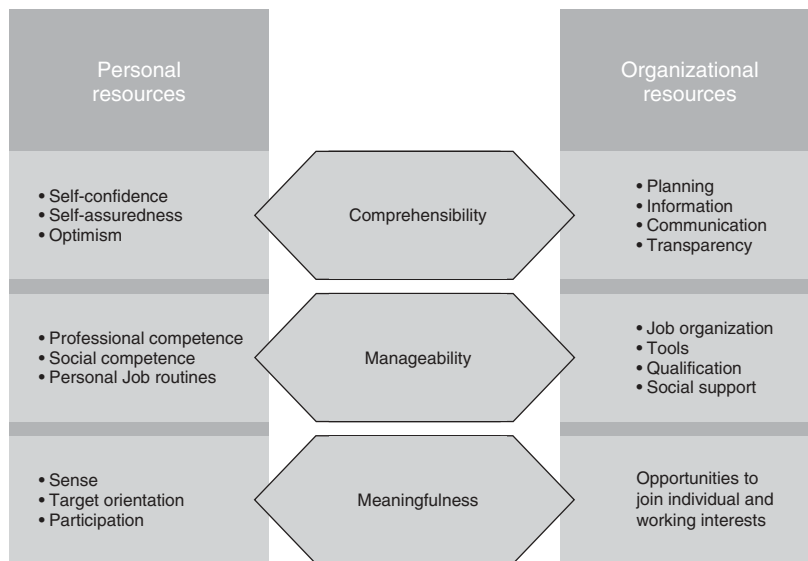 Personal
resources
Organizational
resources
• Self-confidence
• Self-assuredness
• Optimism
Comprehensibility
• Planning
• Information
• Communication
• Transparency
• Professional competence
• Social competence
• Personal Job routines
Manageability
• Job organization
• Tools
• Qualification
• Social support
• Sense
• Target orientation
• Participation
Meaningfulness
Opportunities to
join individual and
working interests